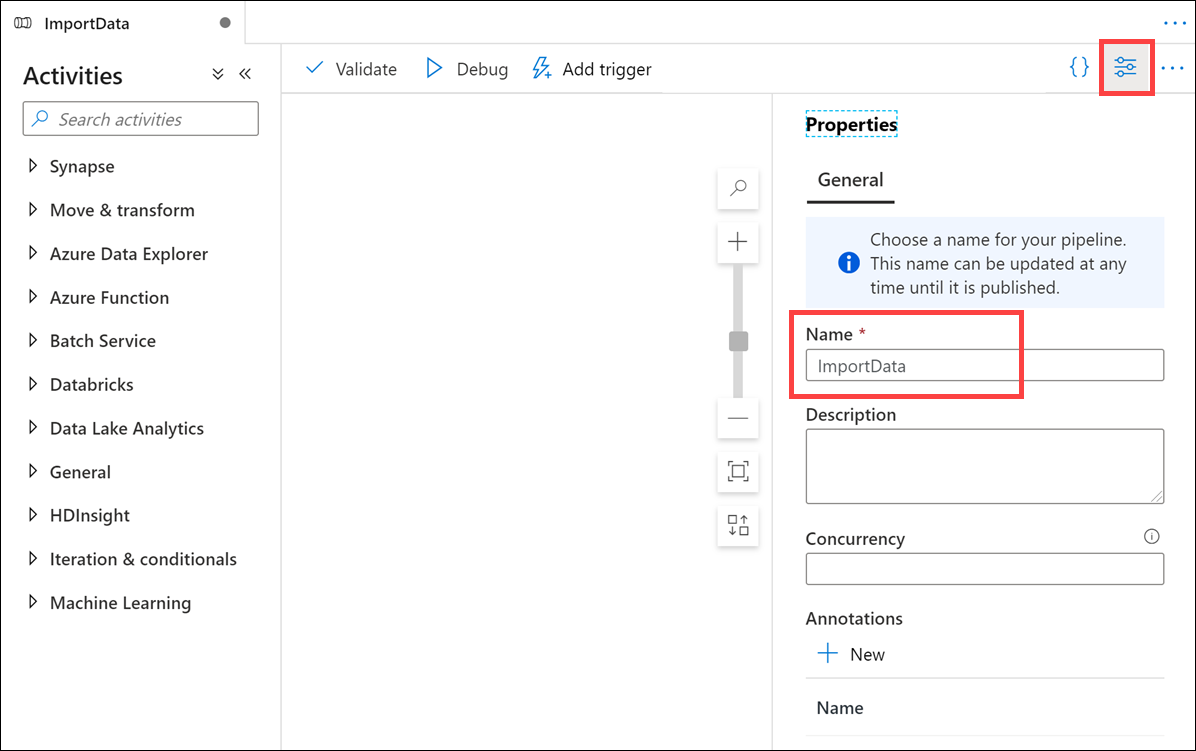 ImportData
Activities
Search activities
Synapse
Move & transform
Azure Data Explorer
Azure Function
Batch Service
Databricks
Data Lake Analytics
General
HDInsight
Iteration & conditionals
Machine Learning
Validate
Debug
Add trigger
{}
Properties
General
Choose a name for your pipeline.
This name can be updated at any
time until it is published.
Name *
ImportData
Description
Concurrency
Annotations
New
Name